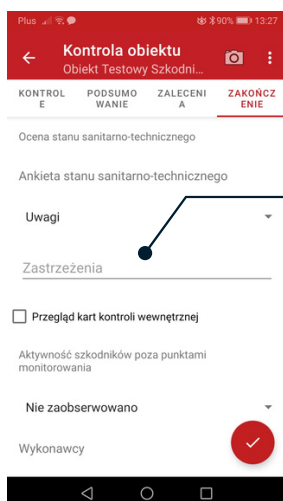 Plus 90% 13:27
Kontrola obiektu
Obiekt Testowy Szkodni...
KONTROL
E
PODSUMO
WANIE
ZALECENI
A
ZAKOŃCZ
ENIE
Ocena stanu sanitarno-technicznego
Ankieta stanu sanitarno-technicznego
Uwagi
Zastrzeżenia
Przegląd kart kontroli wewnętrznej
Aktywność szkodników poza punktami
monitorowania
Nie zaobserwowano
Wykonawcy